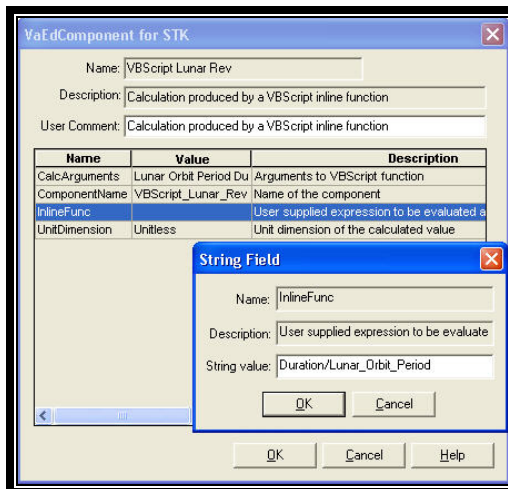 VaEdComponent for STK
Name: VBScript Lunar Rev
Description: Calculation produced by a VBScript inline function
User Comment: Calculation produced by a VBScript inline function
Name Value Description
CalcArguments Lunar Orbit Period Du Arguments to VBScript function
ComponentName VBScript_Lunar_Rev Name of the component
InlineFunc User supplied expression to be evaluated a
UnitDimension Unitless Unit dimension of the calculated value
String Field
Name: InlineFunc
Description: User supplied expression to be evaluate
String value: Duration/Lunar_Orbit_Period
OK Cancel
OK Cancel Help